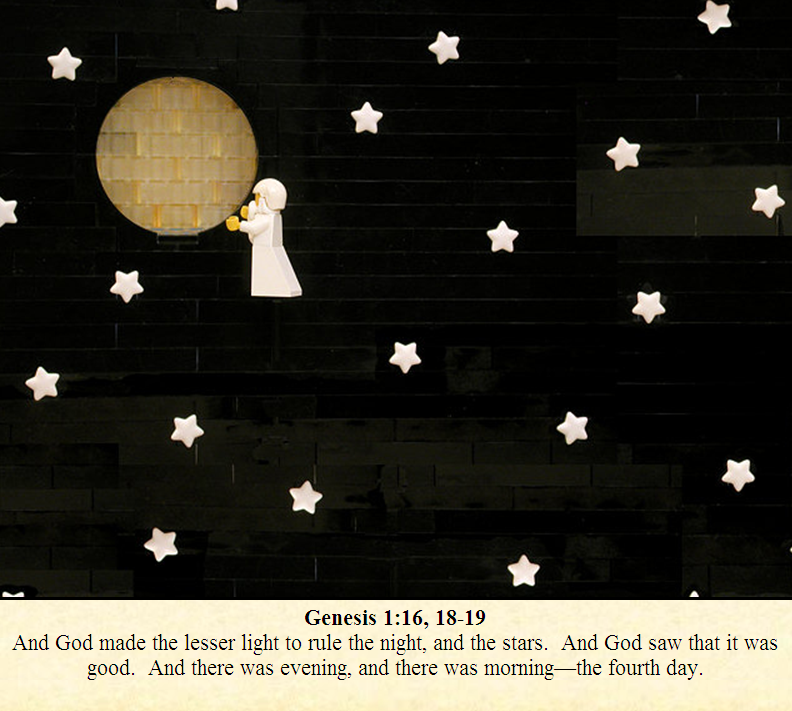 Genesis 1:16, 18-19
And God made the lesser light to rule the night, and the stars.  And God saw that it was
good.  And there was evening, and there was morning—the fourth day.